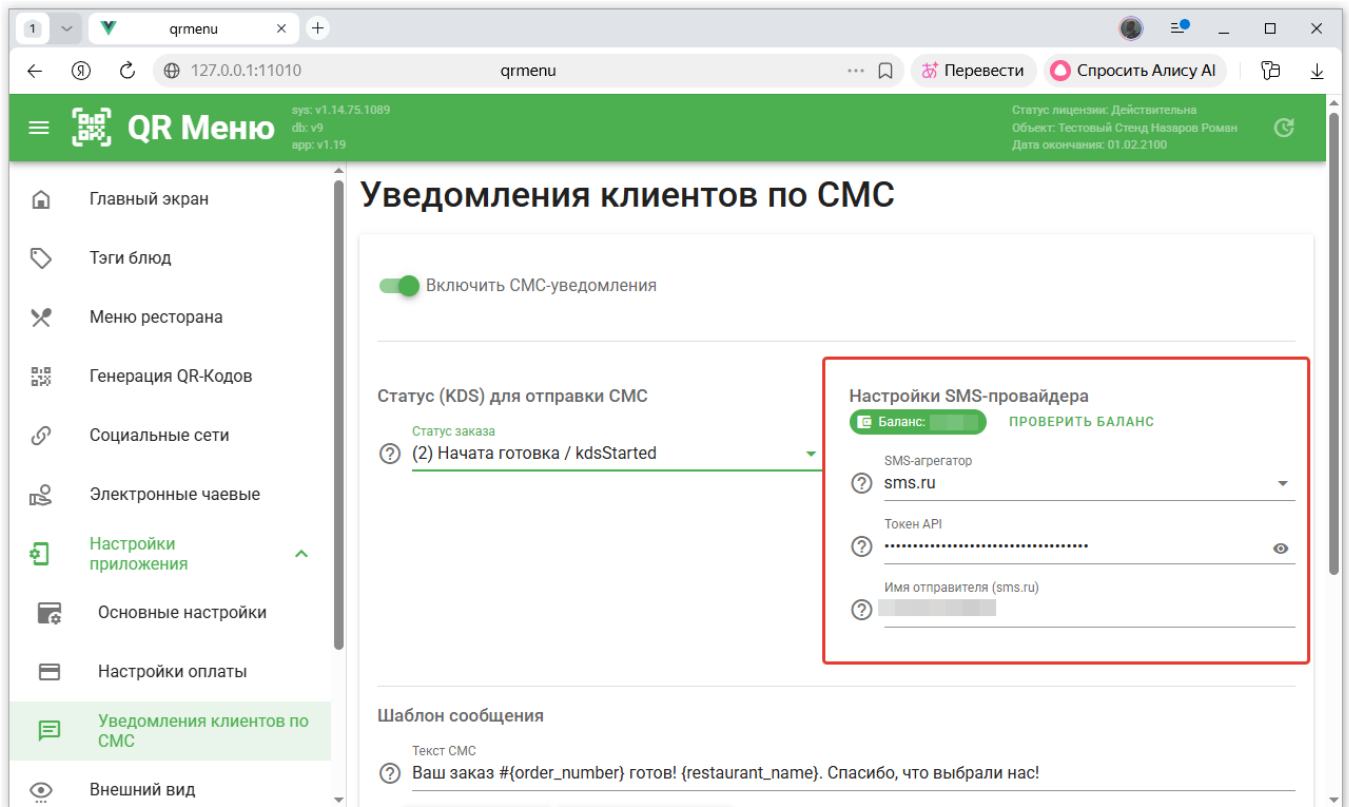 1
qrmenu
127.0.0.1:11010
qrmenu
Перевести
Спросить Алису AI
QR Меню
sys: v1.14.75.1089
db: v9
app: v1.19
Статус лицензии: Действительна
Объект: Тестовый Стенд Назаров Роман
Дата окончания: 01.02.2100
Главный экран
Тэги блюд
Меню ресторана
Генерация QR-Кодов
Социальные сети
Электронные чаевые
Настройки
приложения
Основные настройки
Настройки оплаты
Уведомления клиентов по
СМС
Внешний вид
Уведомления клиентов по СМС
Включить СМС-уведомления
Статус (KDS) для отправки СМС
Статус заказа
(2) Начата готовка / kdsStarted
Настройки SMS-провайдера
Баланс:
ПРОВЕРИТЬ БАЛАНС
SMS-агрегатор
sms.ru
Токен API
Имя отправителя (sms.ru)
Шаблон сообщения
Текст СМС
Ваш заказ #{order_number} готов! {restaurant_name}. Спасибо, что выбрали нас!